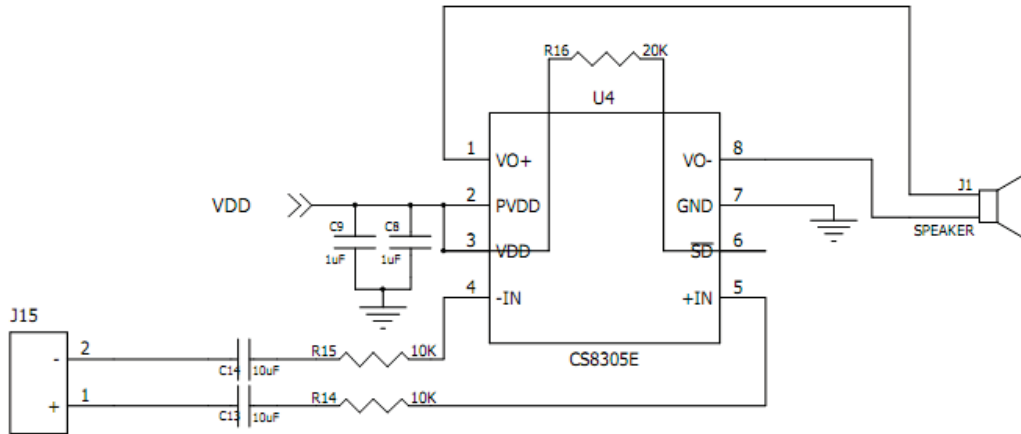 R16 20K
U4
1 VO+ VO- 8
J1
VDD 2 PVDD GND 7
C9 C8
SPEAKER
1uF 1uF 3 VDD SD 6
4 -IN +IN 5
J15
- 2 R15 10K
CS8305E
C14 10uF
+ 1 R14 10K
C13 10uF